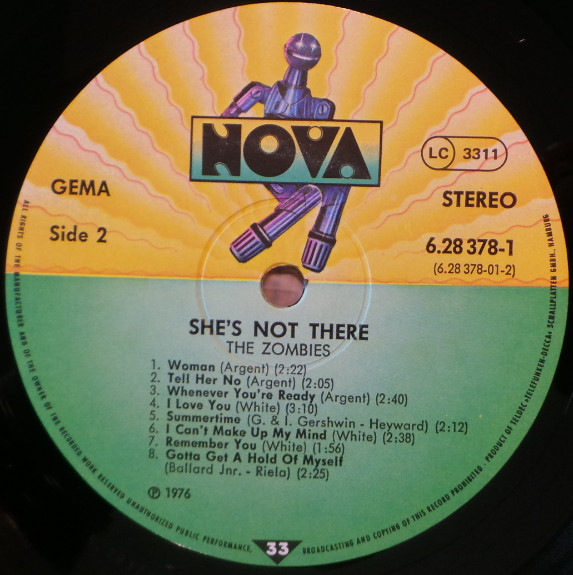 NOVA
LC 3311
GEMA
STEREO
Side 2
6.28 378-1
(6.28 378-01-2)
SHE'S NOT THERE
THE ZOMBIES
1. Woman (Argent) (2:22)
2. Tell Her No (Argent) (2:05)
3. Whenever You're Ready (Argent) (2:40)
4. I Love You (White) (3:10)
5. Summertime (G. & I. Gershwin - Heyward) (2:12)
6. I Can't Make Up My Mind (White) (2:38)
7. Remember You (White) (1:56)
8. Gotta Get A Hold Of Myself
(Ballard Jnr. - Riela) (2:25)
℗ 1976
33
ALL RIGHTS OF THE MANUFACTURER AND OF THE OWNER OF THE RECORDED WORK RESERVED UNAUTHORIZED PUBLIC PERFORMANCE, BROADCASTING AND COPYING OF THIS RECORD PROHIBITED · PRODUCT OF TELDEC »TELEFUNKEN-DECCA« SCHALLPLATTEN GMBH., HAMBURG